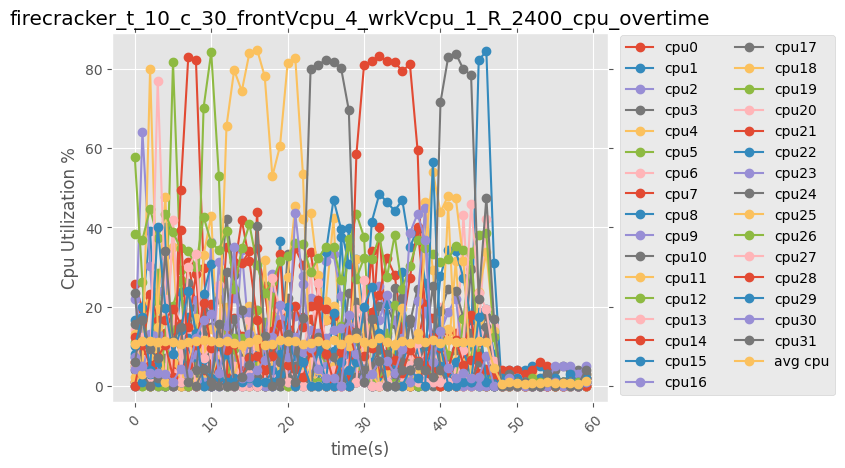 firecracker_t_10_c_30_frontVcpu_4_wrkVcpu_1_R_2400_cpu_overtime
Cpu Utilization %
80
60
40
20
0
0 10 20 30 40 50 60
time(s)
cpu0
cpu1
cpu2
cpu3
cpu4
cpu5
cpu6
cpu7
cpu8
cpu9
cpu10
cpu11
cpu12
cpu13
cpu14
cpu15
cpu16
cpu17
cpu18
cpu19
cpu20
cpu21
cpu22
cpu23
cpu24
cpu25
cpu26
cpu27
cpu28
cpu29
cpu30
cpu31
avg cpu